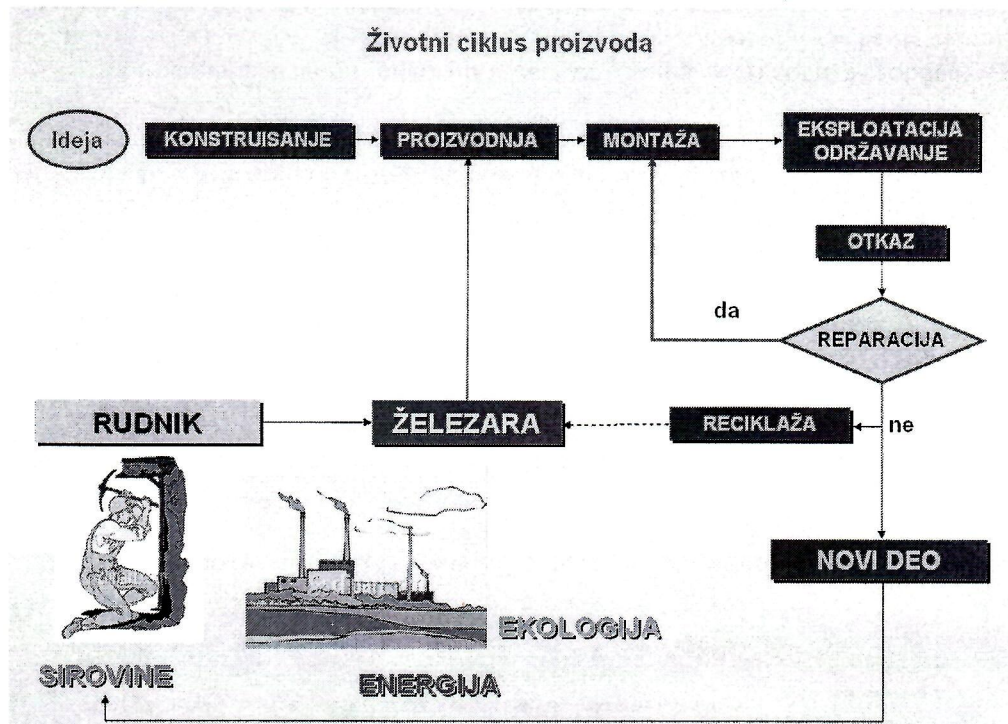 Životni ciklus proizvoda
Ideja
KONSTRUISANJE
PROIZVODNJA
MONTAŽA
EKSPLOATACIJA
ODRŽAVANJE
OTKAZ
da
REPARACIJA
RUDNIK
ŽELEZARA
RECIKLAŽA
ne
NOVI DEO
EKOLOGIJA
SIROVINE
ENERGIJA